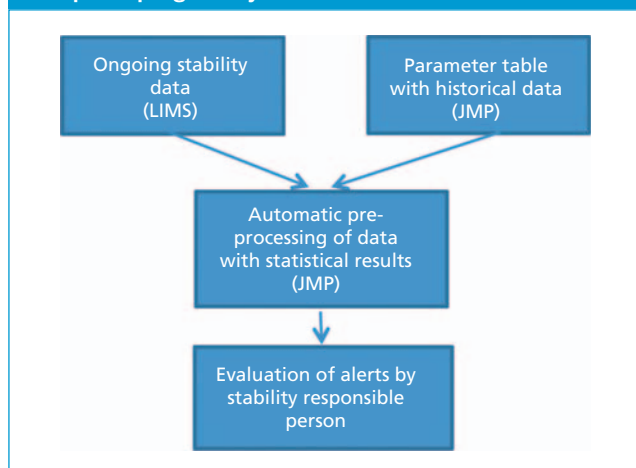 Ongoing stability
data
(LIMS)
Parameter table
with historical data
(JMP)
Automatic pre-
processing of data
with statistical results
(JMP)
Evaluation of alerts by
stability responsible
person